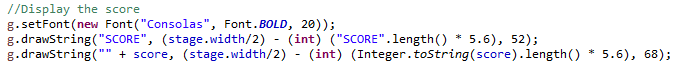 //Display the score
g.setFont(new Font("Consolas", Font.BOLD, 20));
g.drawString("SCORE", (stage.width/2) - (int) ("SCORE".length() * 5.6), 52);
g.drawString("" + score, (stage.width/2) - (int) (Integer.toString(score).length() * 5.6), 68);